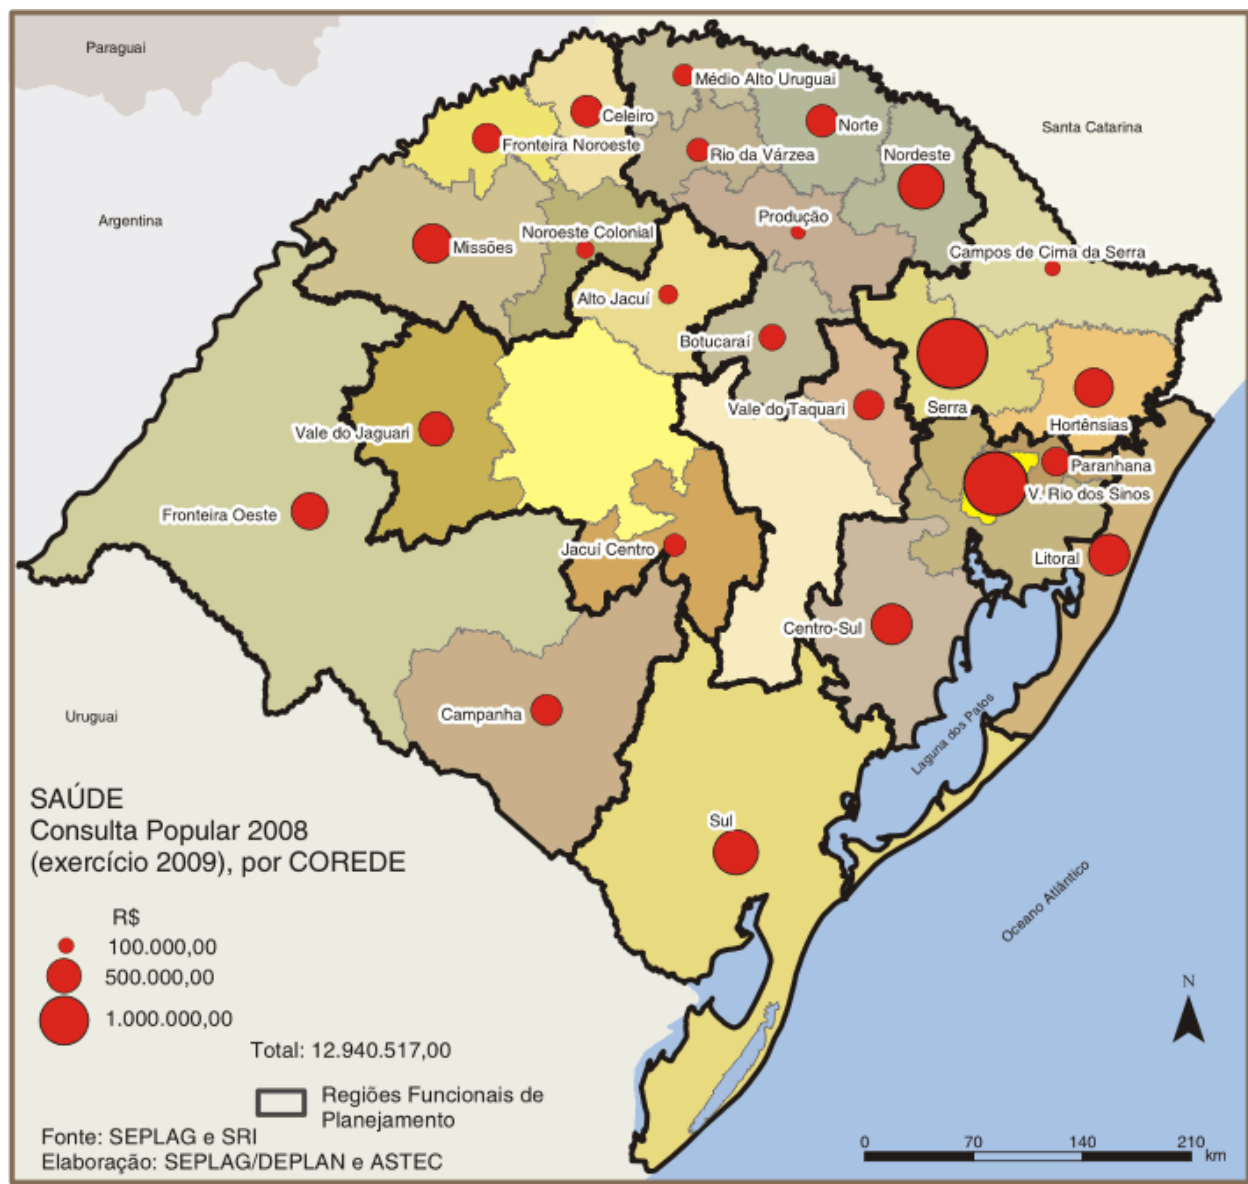 Paraguai
Médio Alto Uruguai
Celeiro
Norte
Santa Catarina
Fronteira Noroeste
Rio da Várzea
Nordeste
Argentina
Produção
Noroeste Colonial
Missões
Campos de Cima da Serra
Alto Jacuí
Botucaraí
Vale do Taquari
Serra
Hortênsias
Vale do Jaguari
Paranhana
V. Rio dos Sinos
Fronteira Oeste
Jacuí Centro
Litoral
Centro-Sul
Uruguai
Campanha
Laguna dos Patos
SAÚDE
Consulta Popular 2008
(exercício 2009), por COREDE
Sul
Oceano Atlântico
R$
100.000,00
500.000,00
1.000.000,00
N
Total: 12.940.517,00
Regiões Funcionais de
Planejamento
Fonte: SEPLAG e SRI
Elaboração: SEPLAG/DEPLAN e ASTEC
0 70 140 210
km